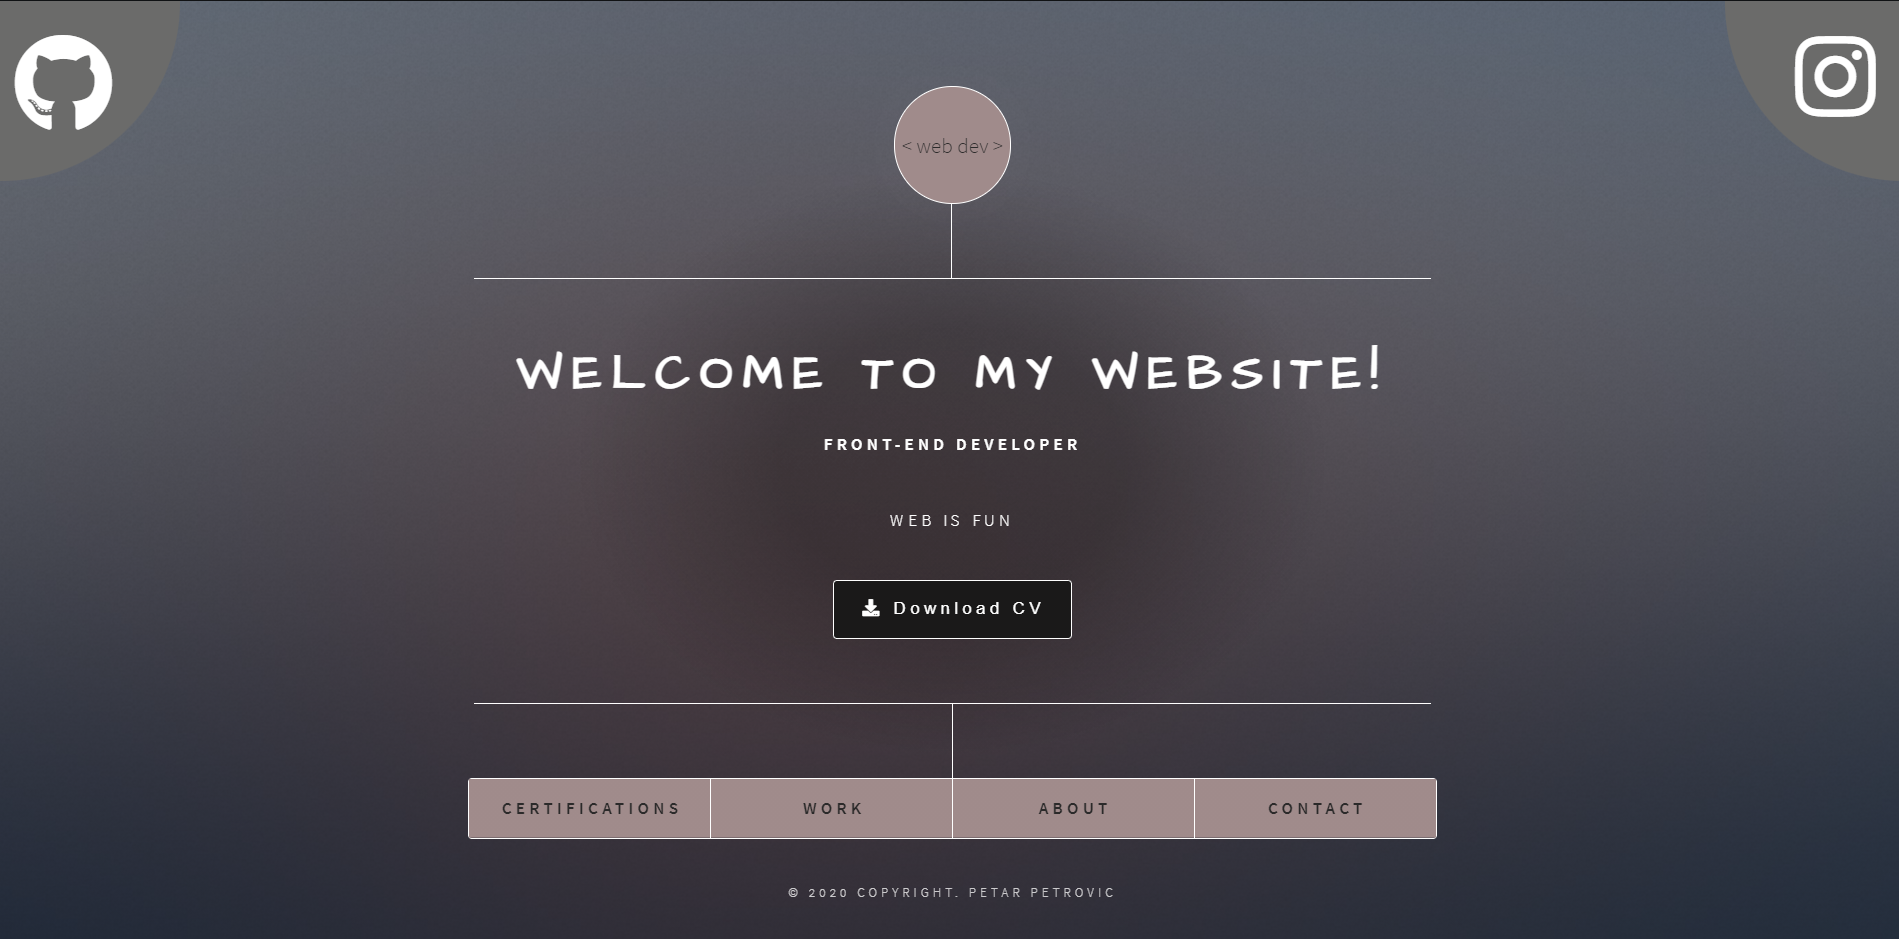 < web dev >
WELCOME TO MY WEBSITE!
FRONT-END DEVELOPER
WEB IS FUN
Download CV
CERTIFICATIONS WORK ABOUT CONTACT
© 2020 COPYRIGHT. PETAR PETROVIC